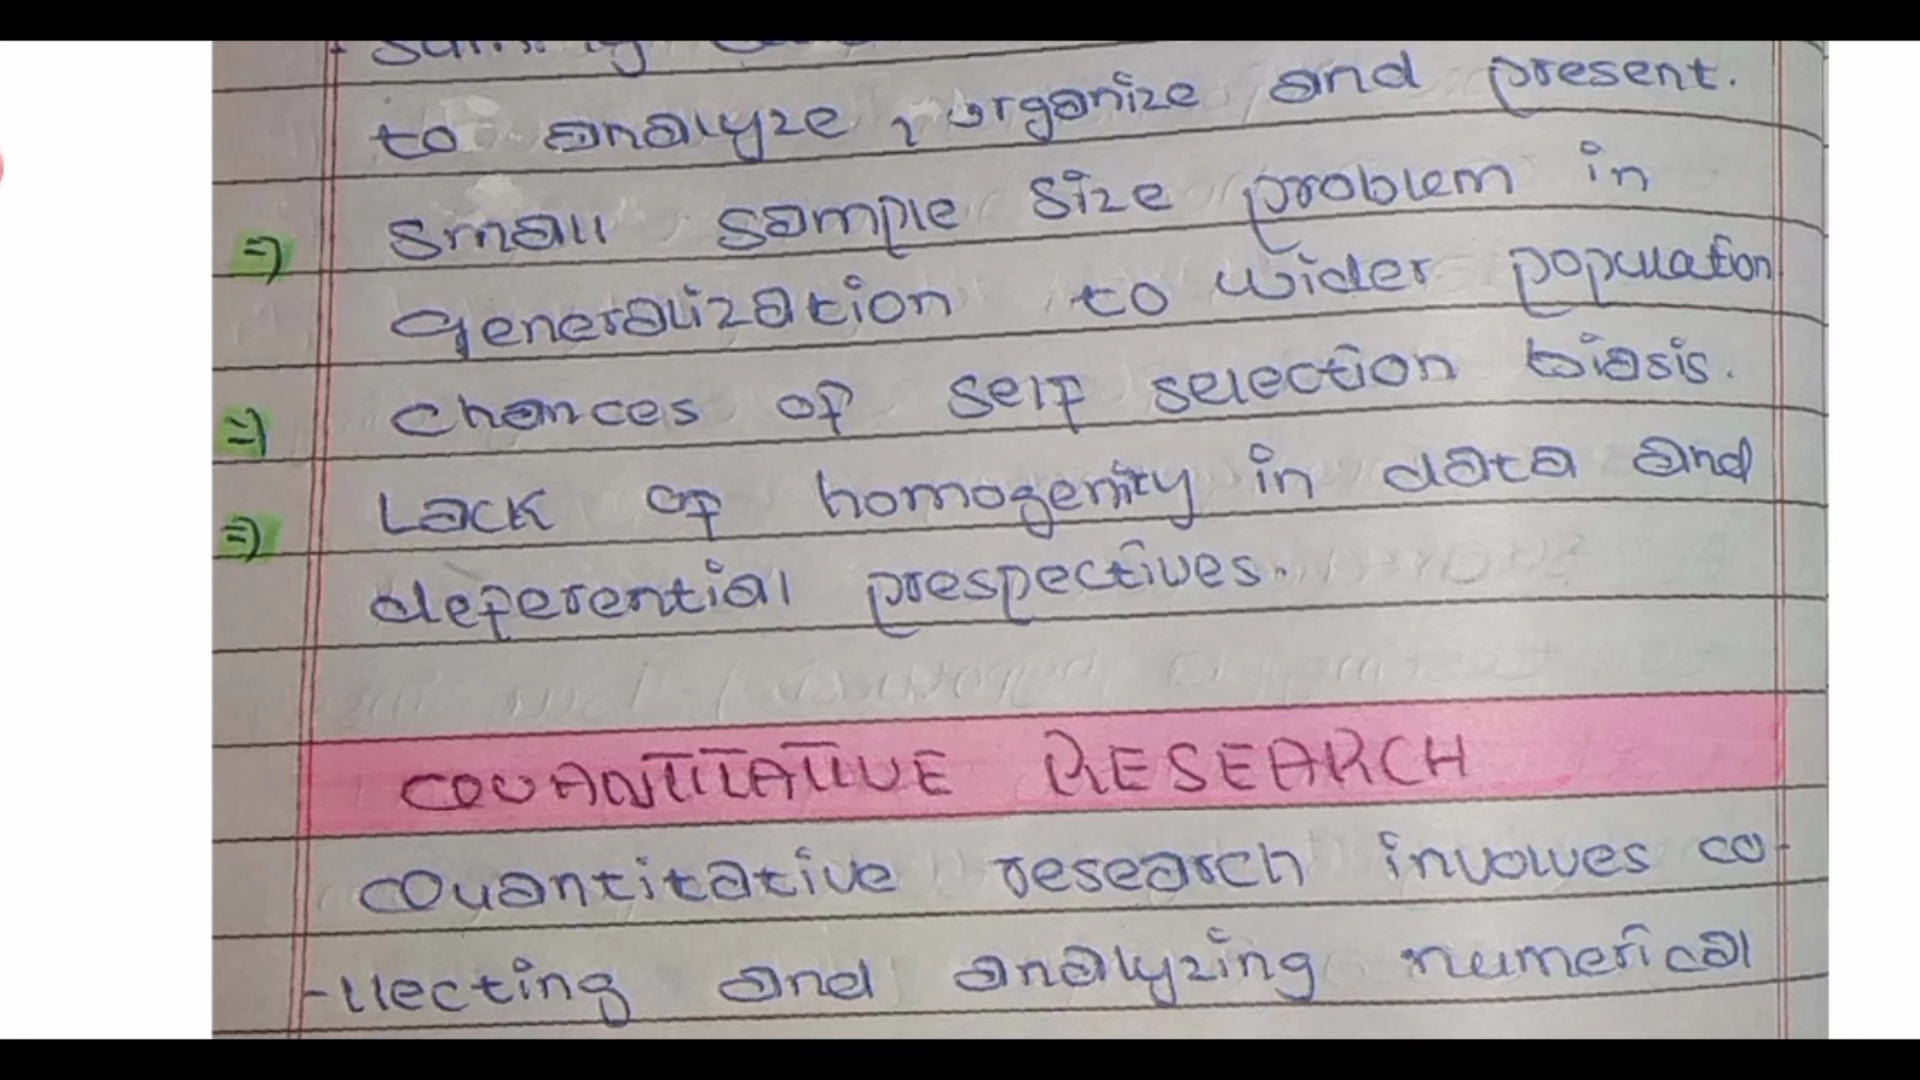 to analyze, organize and present.
=) Small sample size problem in
generalization to wider population
=) chances of self selection biasis.
=) Lack of homogenity in data and
deferential prespectives.
QUANTITATIVE RESEARCH
Quantitative research involves co-
-llecting and analyzing numerical